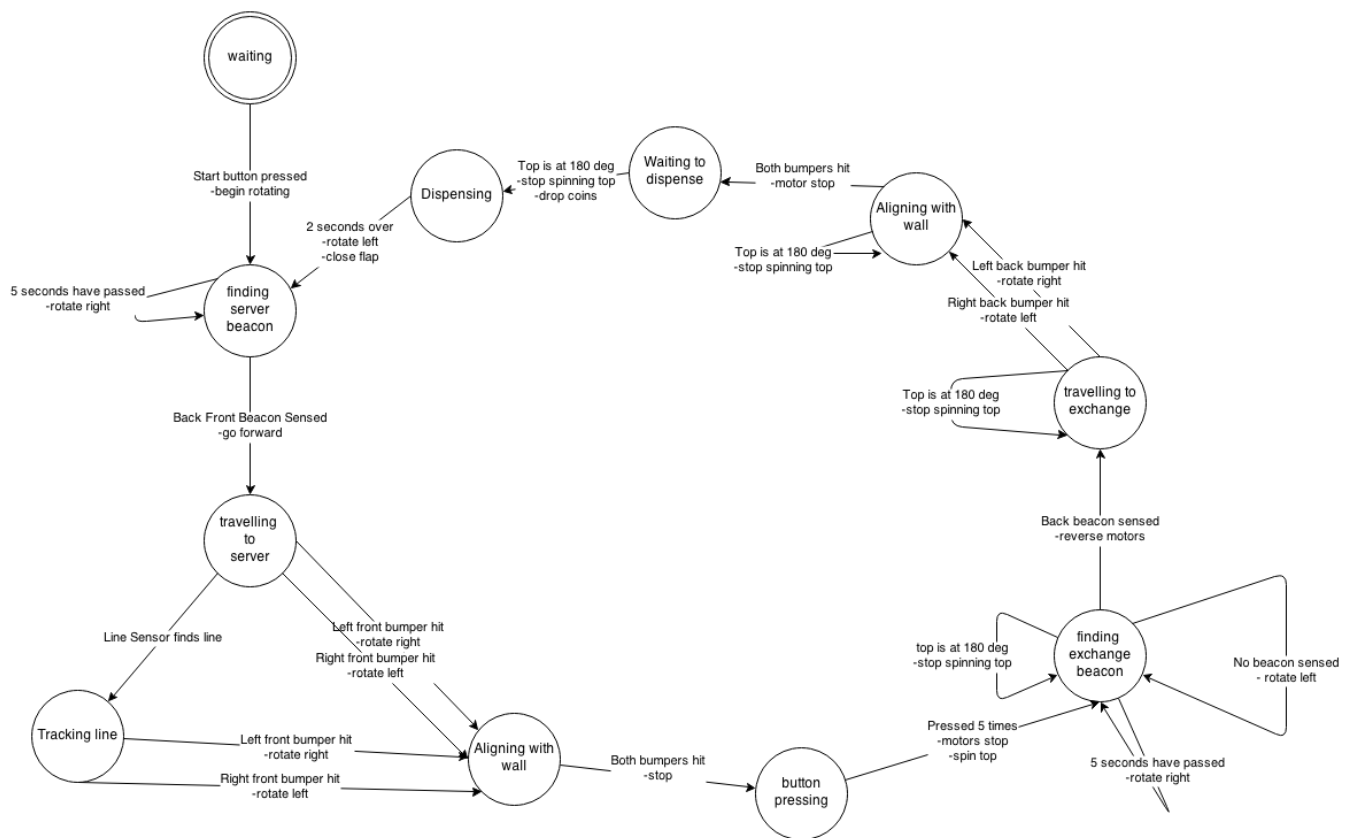 waiting
Start button pressed
-begin rotating
5 seconds have passed
-rotate right
finding
server
beacon
2 seconds over
-rotate left
-close flap
Dispensing
Top is at 180 deg
-stop spinning top
-drop coins
Waiting to
dispense
Both bumpers hit
-motor stop
Aligning with
wall
Top is at 180 deg
-stop spinning top
Left back bumper hit
-rotate right
Right back bumper hit
-rotate left
Top is at 180 deg
-stop spinning top
travelling to
exchange
Back Front Beacon Sensed
-go forward
travelling
to
server
Back beacon sensed
-reverse motors
Line Sensor finds line
Left front bumper hit
-rotate right
Right front bumper hit
-rotate left
top is at 180 deg
-stop spinning top
finding
exchange
beacon
No beacon sensed
- rotate left
Tracking line
Left front bumper hit
-rotate right
Right front bumper hit
-rotate left
Aligning with
wall
Both bumpers hit
-stop
button
pressing
Pressed 5 times
-motors stop
-spin top
5 seconds have passed
-rotate right